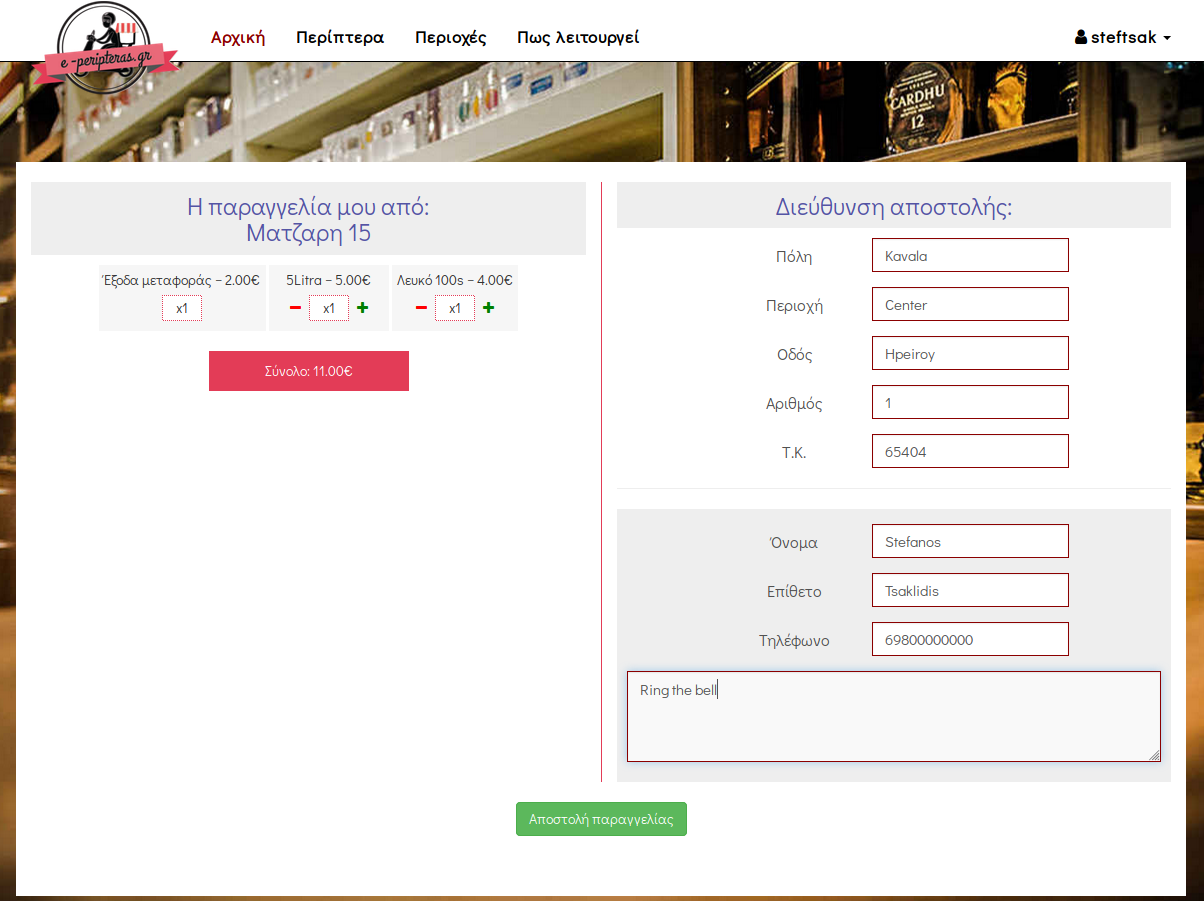 e-peripteras.gr
Αρχική Περίπτερα Περιοχές Πως λειτουργεί steftsak
CARDHU
12
Η παραγγελία μου από:
Ματζαρη 15
Έξοδα μεταφοράς – 2.00€
x1
5Litra – 5.00€
x1
Λευκό 100s – 4.00€
x1
Σύνολο: 11.00€
Διεύθυνση αποστολής:
Πόλη Kavala
Περιοχή Center
Οδός Hpeiroy
Αριθμός 1
Τ.Κ. 65404
Όνομα Stefanos
Επίθετο Tsaklidis
Τηλέφωνο 69800000000
Ring the bell
Αποστολή παραγγελίας